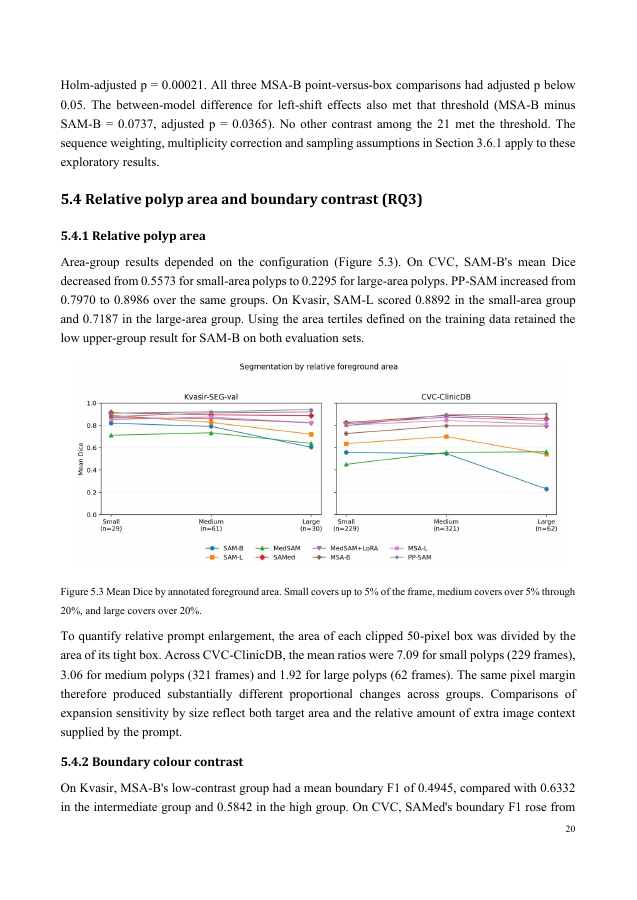 Holm-adjusted p = 0.00021. All three MSA-B point-versus-box comparisons had adjusted p below
0.05. The between-model difference for left-shift effects also met that threshold (MSA-B minus
SAM-B = 0.0737, adjusted p = 0.0365). No other contrast among the 21 met the threshold. The
sequence weighting, multiplicity correction and sampling assumptions in Section 3.6.1 apply to these
exploratory results.
5.4 Relative polyp area and boundary contrast (RQ3)
5.4.1 Relative polyp area
Area-group results depended on the configuration (Figure 5.3). On CVC, SAM-B's mean Dice
decreased from 0.5573 for small-area polyps to 0.2295 for large-area polyps. PP-SAM increased from
0.7970 to 0.8986 over the same groups. On Kvasir, SAM-L scored 0.8892 in the small-area group
and 0.7187 in the large-area group. Using the area tertiles defined on the training data retained the
low upper-group result for SAM-B on both evaluation sets.
Segmentation by relative foreground area
Kvasir-SEG-val CVC-ClinicDB
Mean Dice
1.0
0.8
0.6
0.4
0.2
0.0
Small Medium Large Small Medium Large
(n=29) (n=61) (n=30) (n=229) (n=321) (n=62)
SAM-B MedSAM MedSAM+LoRA MSA-L
SAM-L SAMed MSA-B PP-SAM
Figure 5.3 Mean Dice by annotated foreground area. Small covers up to 5% of the frame, medium covers over 5% through
20%, and large covers over 20%.
To quantify relative prompt enlargement, the area of each clipped 50-pixel box was divided by the
area of its tight box. Across CVC-ClinicDB, the mean ratios were 7.09 for small polyps (229 frames),
3.06 for medium polyps (321 frames) and 1.92 for large polyps (62 frames). The same pixel margin
therefore produced substantially different proportional changes across groups. Comparisons of
expansion sensitivity by size reflect both target area and the relative amount of extra image context
supplied by the prompt.
5.4.2 Boundary colour contrast
On Kvasir, MSA-B's low-contrast group had a mean boundary F1 of 0.4945, compared with 0.6332
in the intermediate group and 0.5842 in the high group. On CVC, SAMed's boundary F1 rose from
20